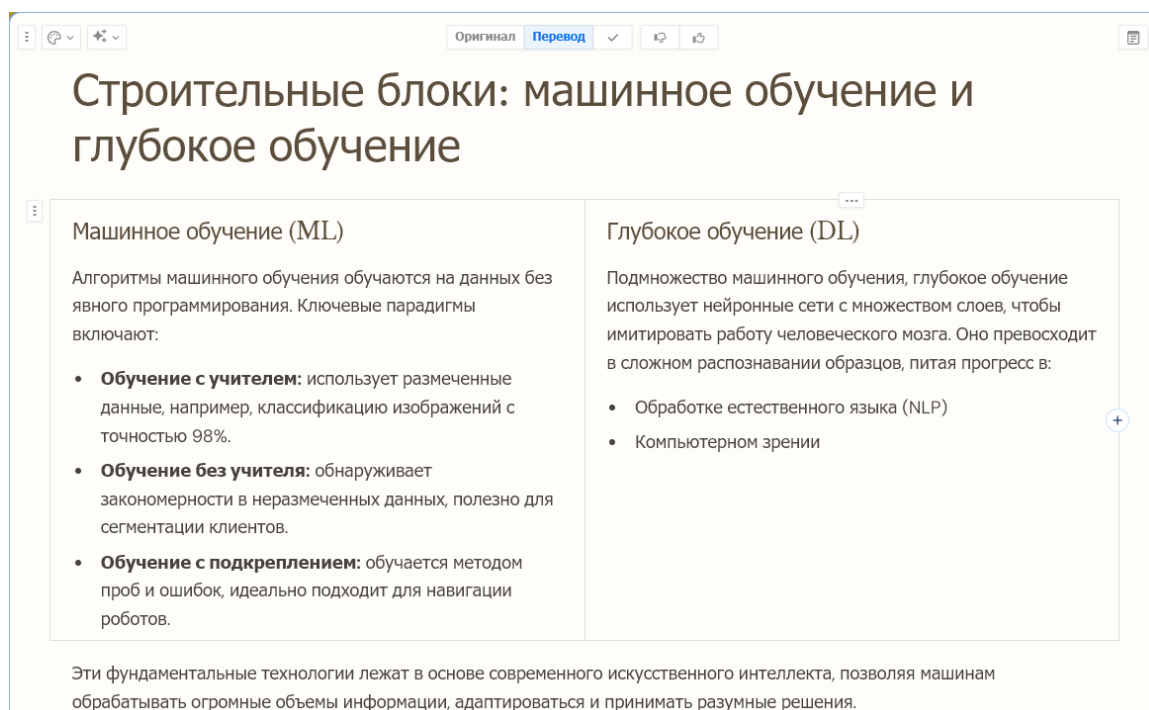 Оригинал Перевод
Строительные блоки: машинное обучение и
глубокое обучение
Машинное обучение (ML)
Алгоритмы машинного обучения обучаются на данных без
явного программирования. Ключевые парадигмы
включают:
• Обучение с учителем: использует размеченные
данные, например, классификацию изображений с
точностью 98%.
• Обучение без учителя: обнаруживает
закономерности в неразмеченных данных, полезно для
сегментации клиентов.
• Обучение с подкреплением: обучается методом
проб и ошибок, идеально подходит для навигации
роботов.
Глубокое обучение (DL)
Подмножество машинного обучения, глубокое обучение
использует нейронные сети с множеством слоев, чтобы
имитировать работу человеческого мозга. Оно превосходит
в сложном распознавании образцов, питая прогресс в:
• Обработке естественного языка (NLP)
• Компьютерном зрении
Эти фундаментальные технологии лежат в основе современного искусственного интеллекта, позволяя машинам
обрабатывать огромные объемы информации, адаптироваться и принимать разумные решения.